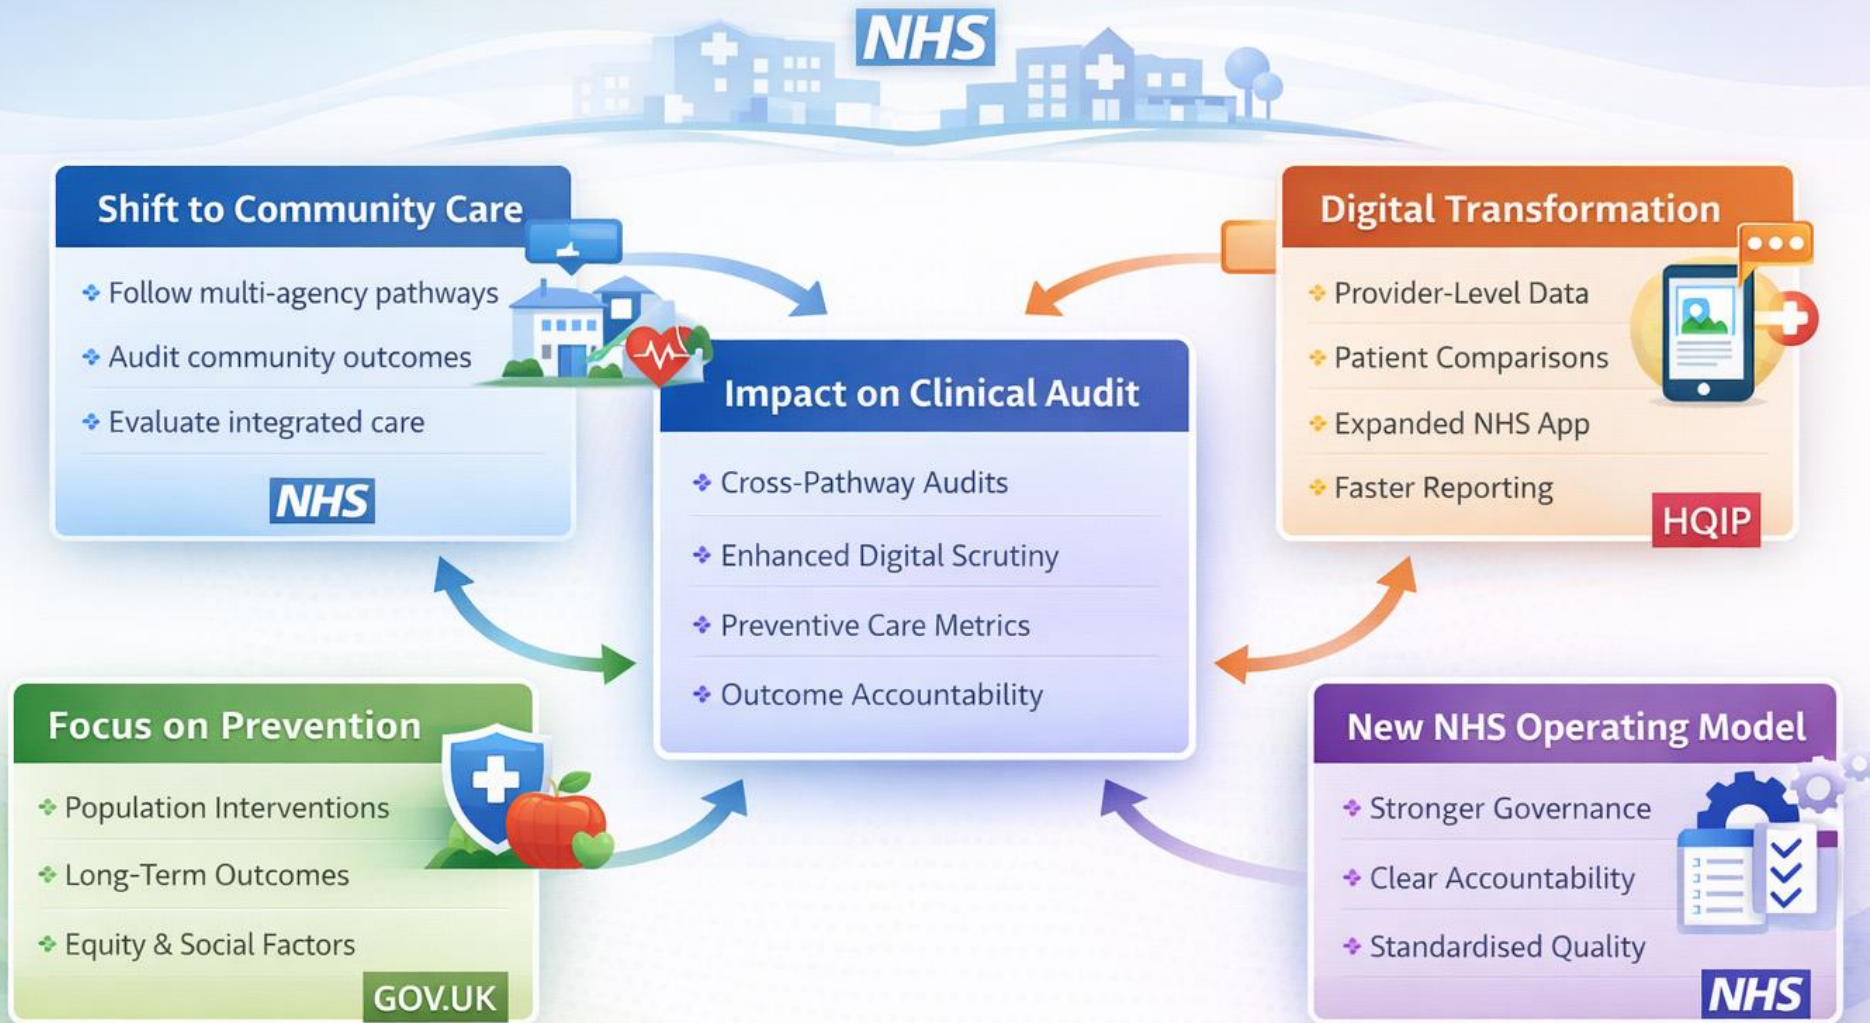 NHS
Shift to Community Care
Follow multi-agency pathways
Audit community outcomes
Evaluate integrated care
NHS
Digital Transformation
Provider-Level Data
Patient Comparisons
Expanded NHS App
Faster Reporting
HQIP
Impact on Clinical Audit
Cross-Pathway Audits
Enhanced Digital Scrutiny
Preventive Care Metrics
Outcome Accountability
Focus on Prevention
Population Interventions
Long-Term Outcomes
Equity & Social Factors
GOV.UK
New NHS Operating Model
Stronger Governance
Clear Accountability
Standardised Quality
NHS